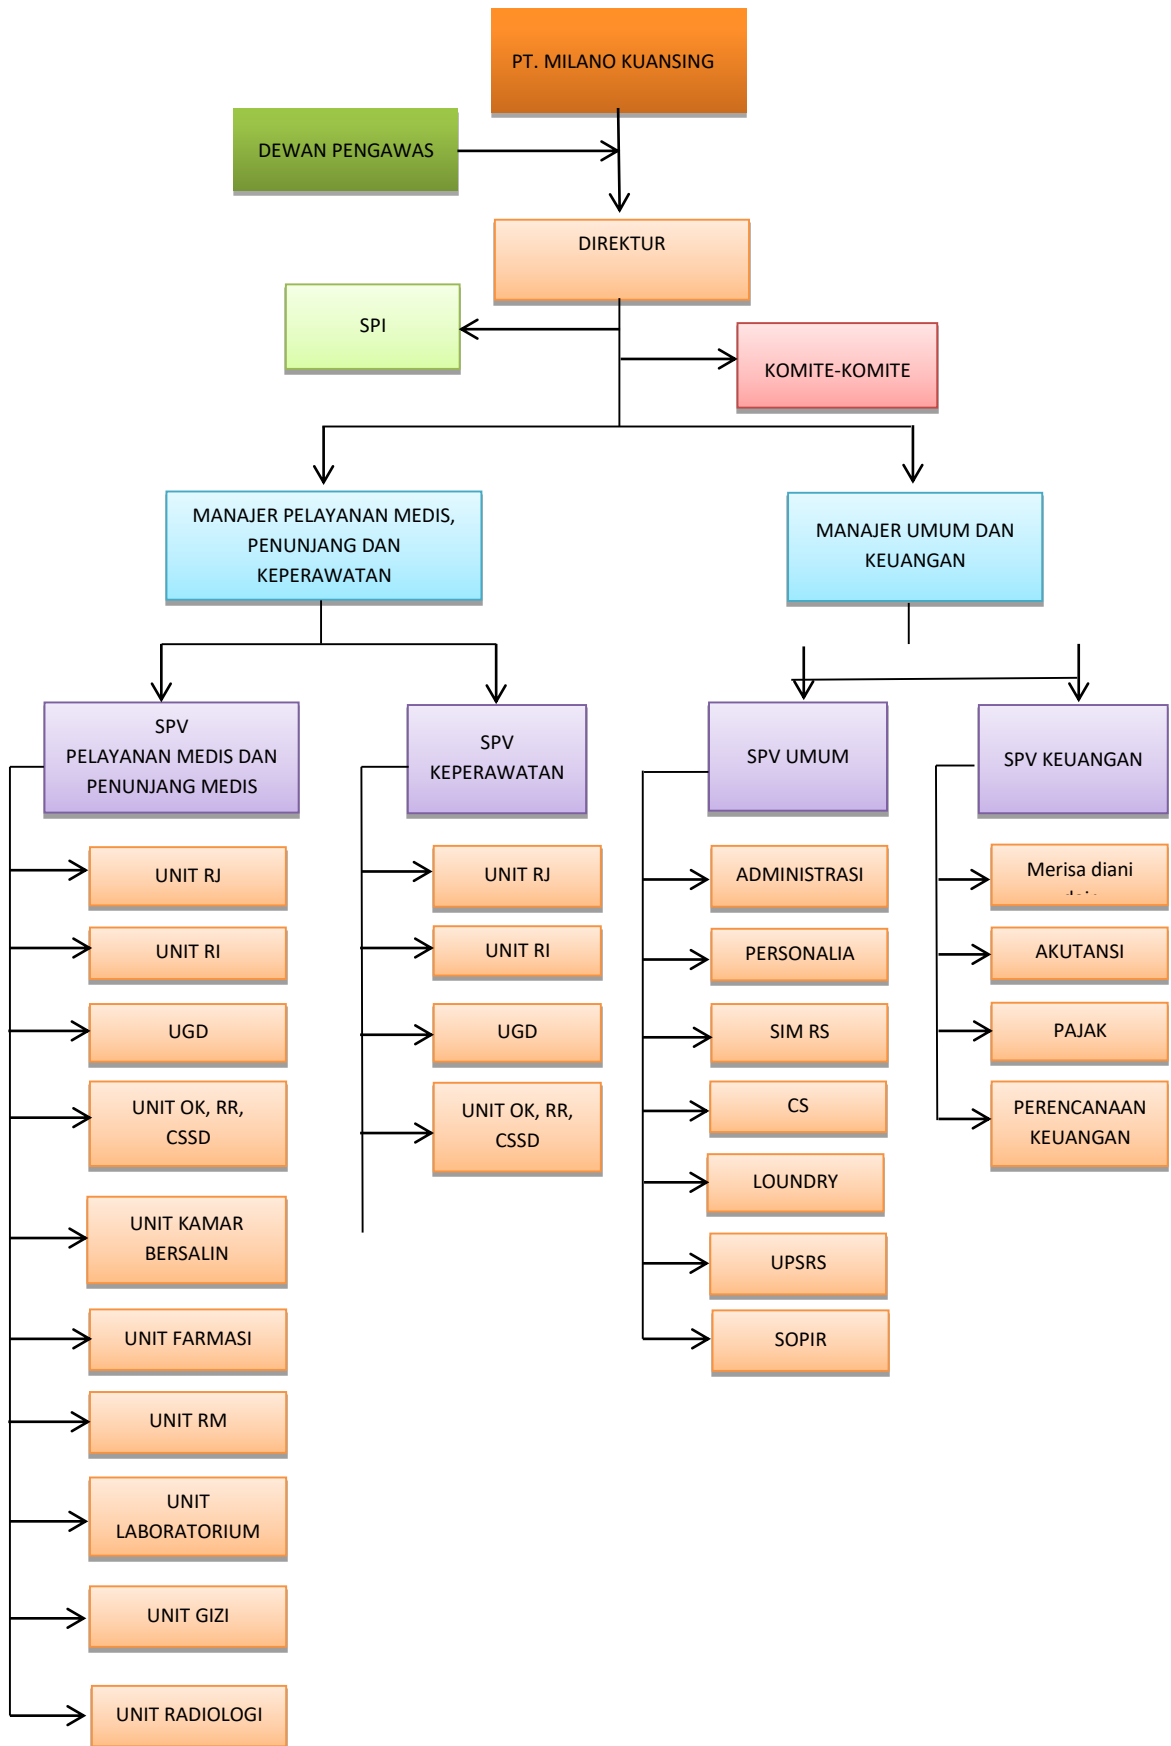 PT. MILANO KUANSING
DEWAN PENGAWAS
DIREKTUR
SPI
KOMITE-KOMITE
MANAJER PELAYANAN MEDIS,
PENUNJANG DAN
KEPERAWATAN
MANAJER UMUM DAN
KEUANGAN
SPV
PELAYANAN MEDIS DAN
PENUNJANG MEDIS
SPV
KEPERAWATAN
SPV UMUM
SPV KEUANGAN
UNIT RJ
UNIT RI
UGD
UNIT OK, RR,
CSSD
UNIT KAMAR
BERSALIN
UNIT FARMASI
UNIT RM
UNIT
LABORATORIUM
UNIT GIZI
UNIT RADIOLOGI
UNIT RJ
UNIT RI
UGD
UNIT OK, RR,
CSSD
ADMINISTRASI
PERSONALIA
SIM RS
CS
LOUNDRY
UPSRS
SOPIR
Merisa diani
AKUTANSI
PAJAK
PERENCANAAN
KEUANGAN